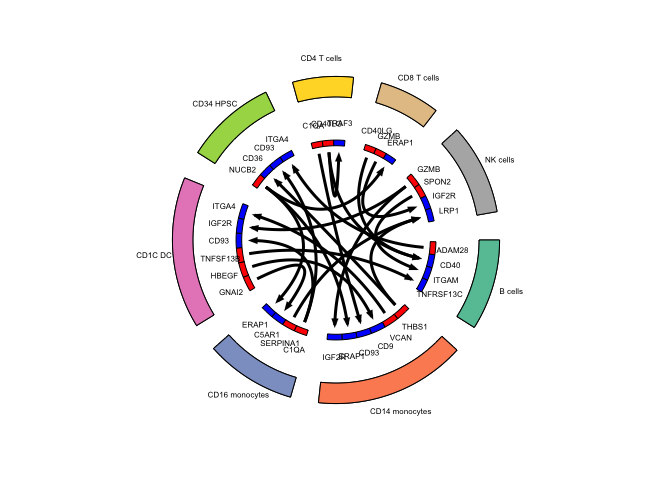 CD4 T cells
CD8 T cells
CD34 HPSC
NK cells
CD1C DC
B cells
CD16 monocytes
CD14 monocytes
TRAF3
CD40LG
GZMB
ERAP1
GZMB
SPON2
IGF2R
LRP1
ADAM28
CD40
ITGAM
TNFRSF13C
THBS1
VCAN
CD9
CD93
ERAP1
IGF2R
C1QA
SERPINA1
C5AR1
ERAP1
GNAI2
HBEGF
TNFSF13B
CD93
IGF2R
ITGA4
NUCB2
CD36
CD93
ITGA4